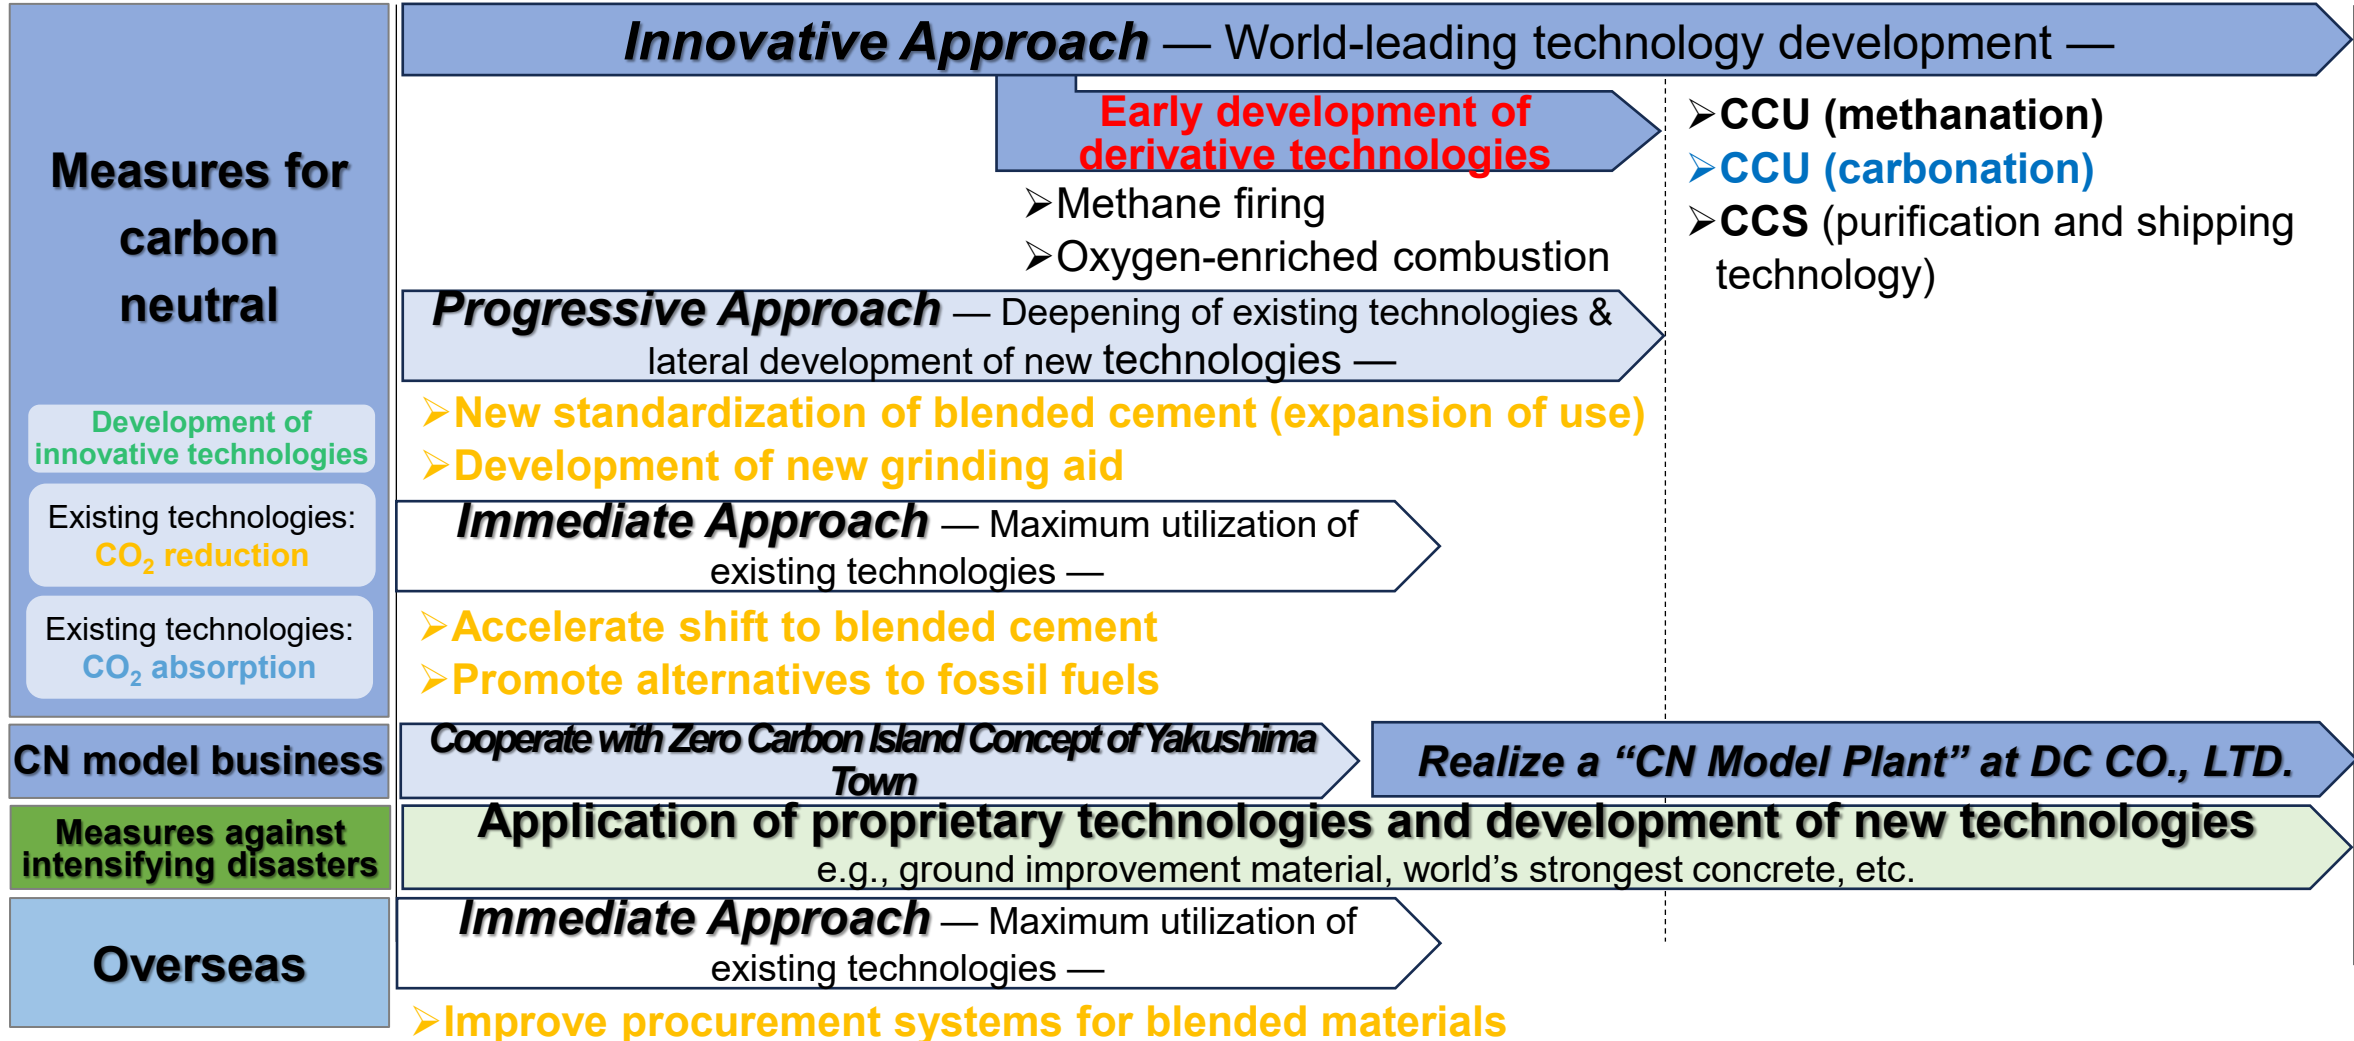 Measures for
carbon
neutral
Development of
innovative technologies
Existing technologies:
CO₂ reduction
Existing technologies:
CO₂ absorption
Innovative Approach — World-leading technology development —
Early development of
derivative technologies
➢Methane firing
➢Oxygen-enriched combustion
➢CCU (methanation)
➢CCU (carbonation)
➢CCS (purification and shipping
technology)
Progressive Approach — Deepening of existing technologies &
lateral development of new technologies —
➢New standardization of blended cement (expansion of use)
➢Development of new grinding aid
Immediate Approach — Maximum utilization of
existing technologies —
➢Accelerate shift to blended cement
➢Promote alternatives to fossil fuels
CN model business
Cooperate with Zero Carbon Island Concept of Yakushima
Town
Realize a “CN Model Plant” at DC CO., LTD.
Measures against
intensifying disasters
Application of proprietary technologies and development of new technologies
e.g., ground improvement material, world’s strongest concrete, etc.
Overseas
Immediate Approach — Maximum utilization of
existing technologies —
➢Improve procurement systems for blended materials